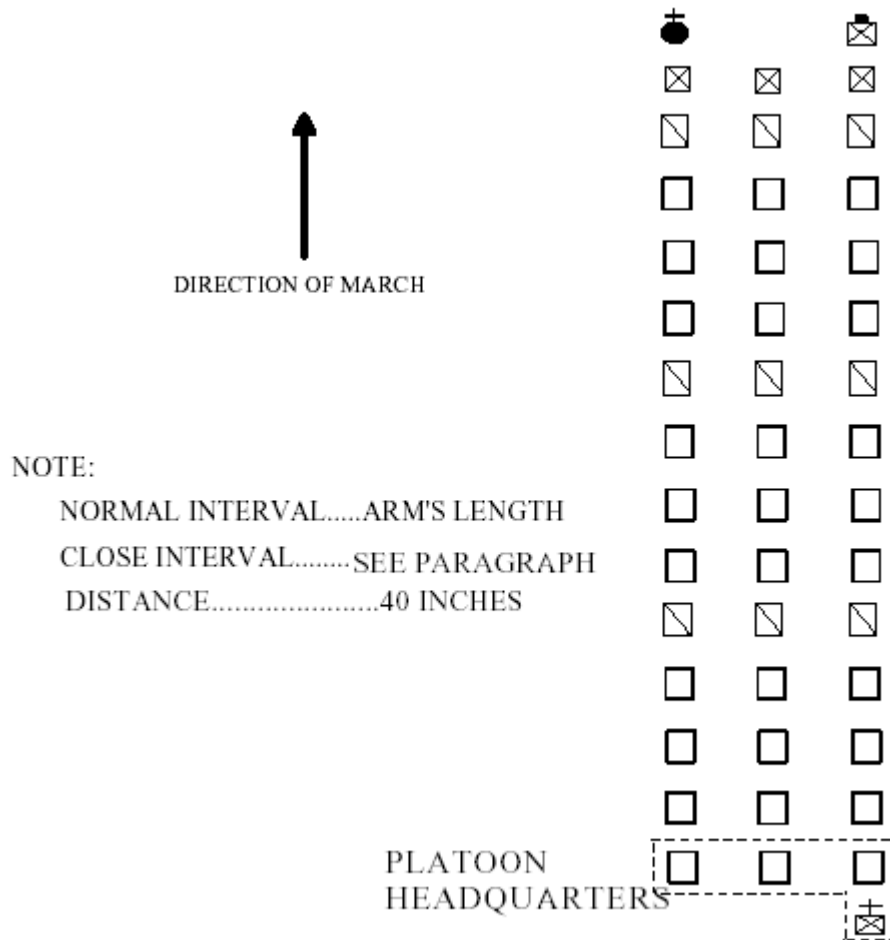 DIRECTION OF MARCH
NOTE:
NORMAL INTERVAL.....ARM'S LENGTH
CLOSE INTERVAL........SEE PARAGRAPH
DISTANCE......................40 INCHES
PLATOON
HEADQUARTERS